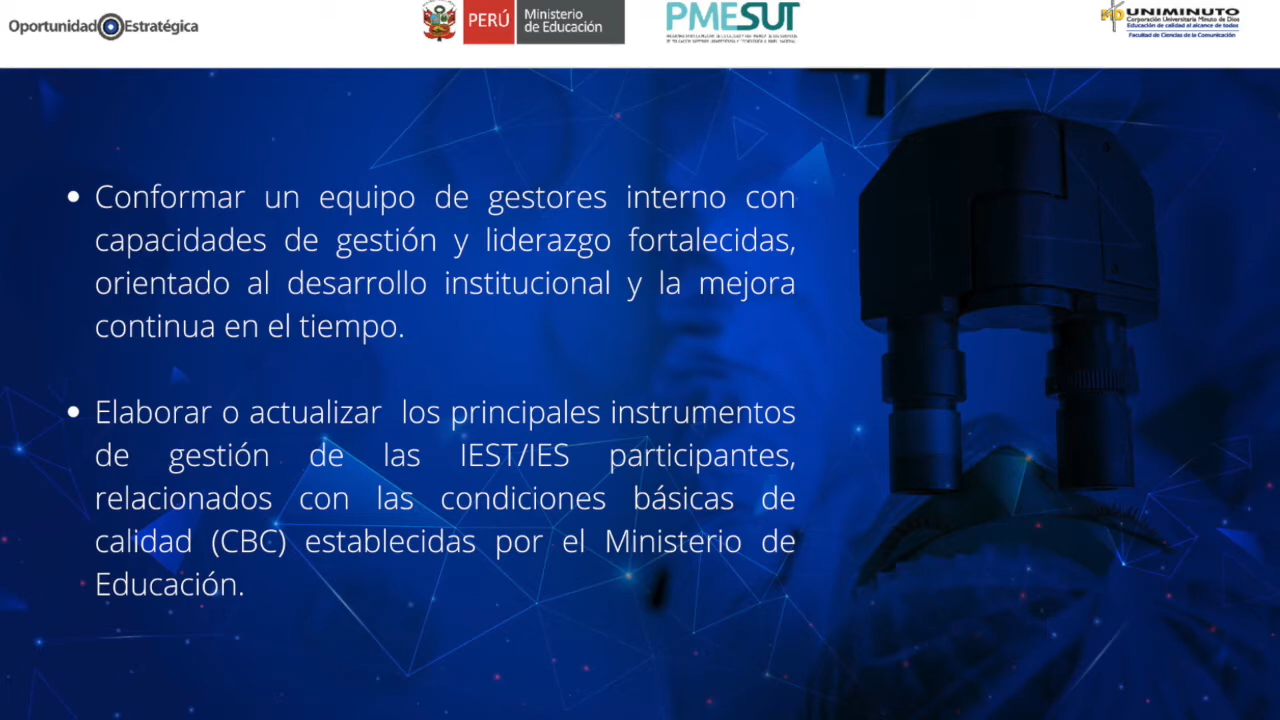 Oportunidad Estratégica
PERÚ
Ministerio
de Educación
PMESUT
UNIMINUTO
Corporación Universitaria Minuto de Dios
Educación de calidad al alcance de todos
Facultad de Ciencias de la Comunicación
• Conformar un equipo de gestores interno con
capacidades de gestión y liderazgo fortalecidas,
orientado al desarrollo institucional y la mejora
continua en el tiempo.
• Elaborar o actualizar los principales instrumentos
de gestión de las IEST/IES participantes,
relacionados con las condiciones básicas de
calidad (CBC) establecidas por el Ministerio de
Educación.